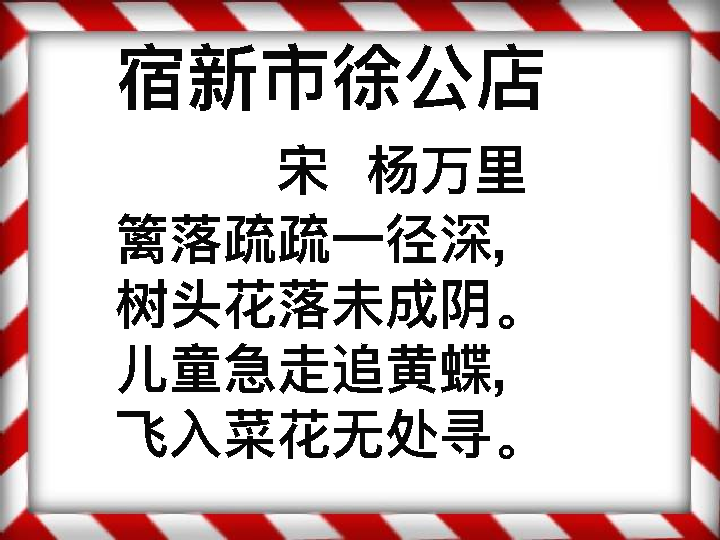 宿新市徐公店
宋 杨万里
篱落疏疏一径深,
树头花落未成阴。
儿童急走追黄蝶,
飞入菜花无处寻。